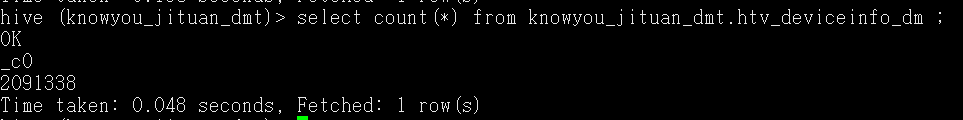 hive (knowyou_jituan_dmt)> select count(*) from knowyou_jituan_dmt.htv_deviceinfo_dm ;
OK
_c0
2091338
Time taken: 0.048 seconds, Fetched: 1 row(s)